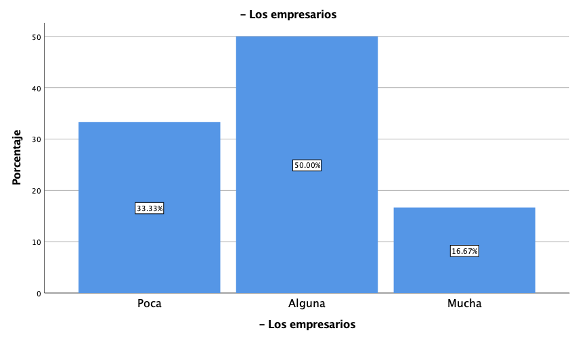 - Los empresarios
Porcentaje
50
40
30
20
10
0
33.33%
50.00%
16.67%
Poca
Alguna
Mucha
- Los empresarios